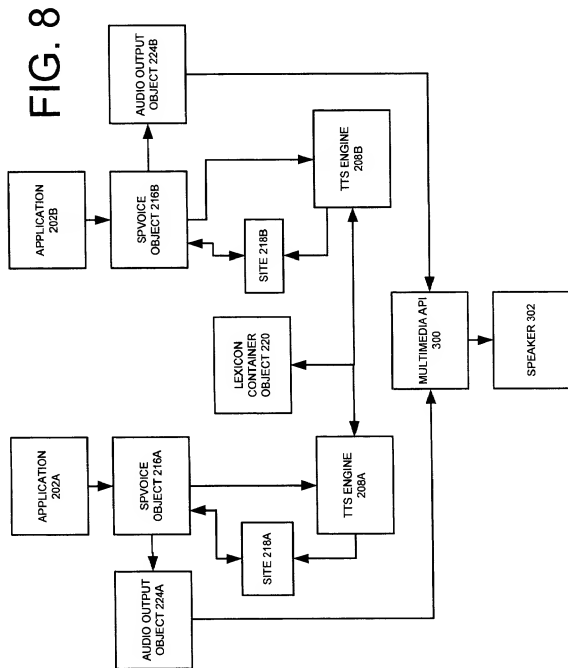 FIG. 8
APPLICATION
202A
APPLICATION
202B
SPVOICE
OBJECT 216A
SPVOICE
OBJECT 216B
AUDIO OUTPUT
OBJECT 224A
AUDIO OUTPUT
OBJECT 224B
SITE 218A
LEXICON
CONTAINER
OBJECT 220
SITE 218B
TTS ENGINE
208A
TTS ENGINE
208B
MULTIMEDIA API
300
SPEAKER 302